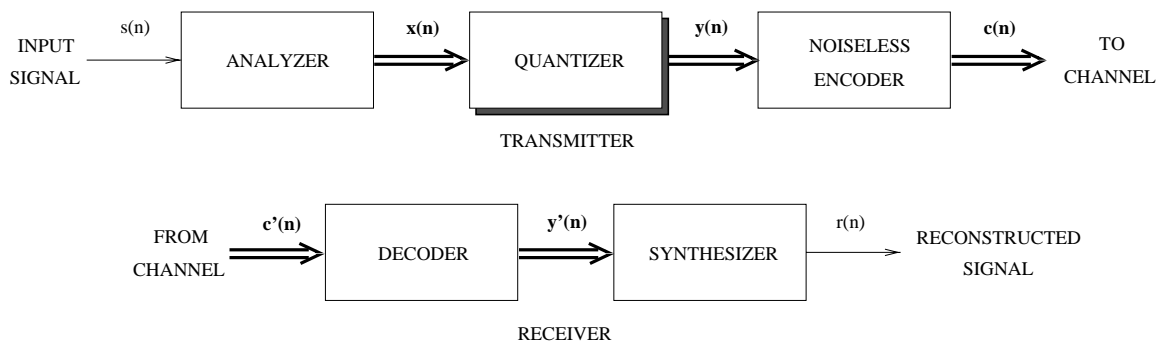 INPUT
SIGNAL
s(n)
ANALYZER
x(n)
QUANTIZER
y(n)
NOISELESS
ENCODER
c(n)
TO
CHANNEL
TRANSMITTER
FROM
CHANNEL
c'(n)
DECODER
y'(n)
SYNTHESIZER
r(n)
RECONSTRUCTED
SIGNAL
RECEIVER